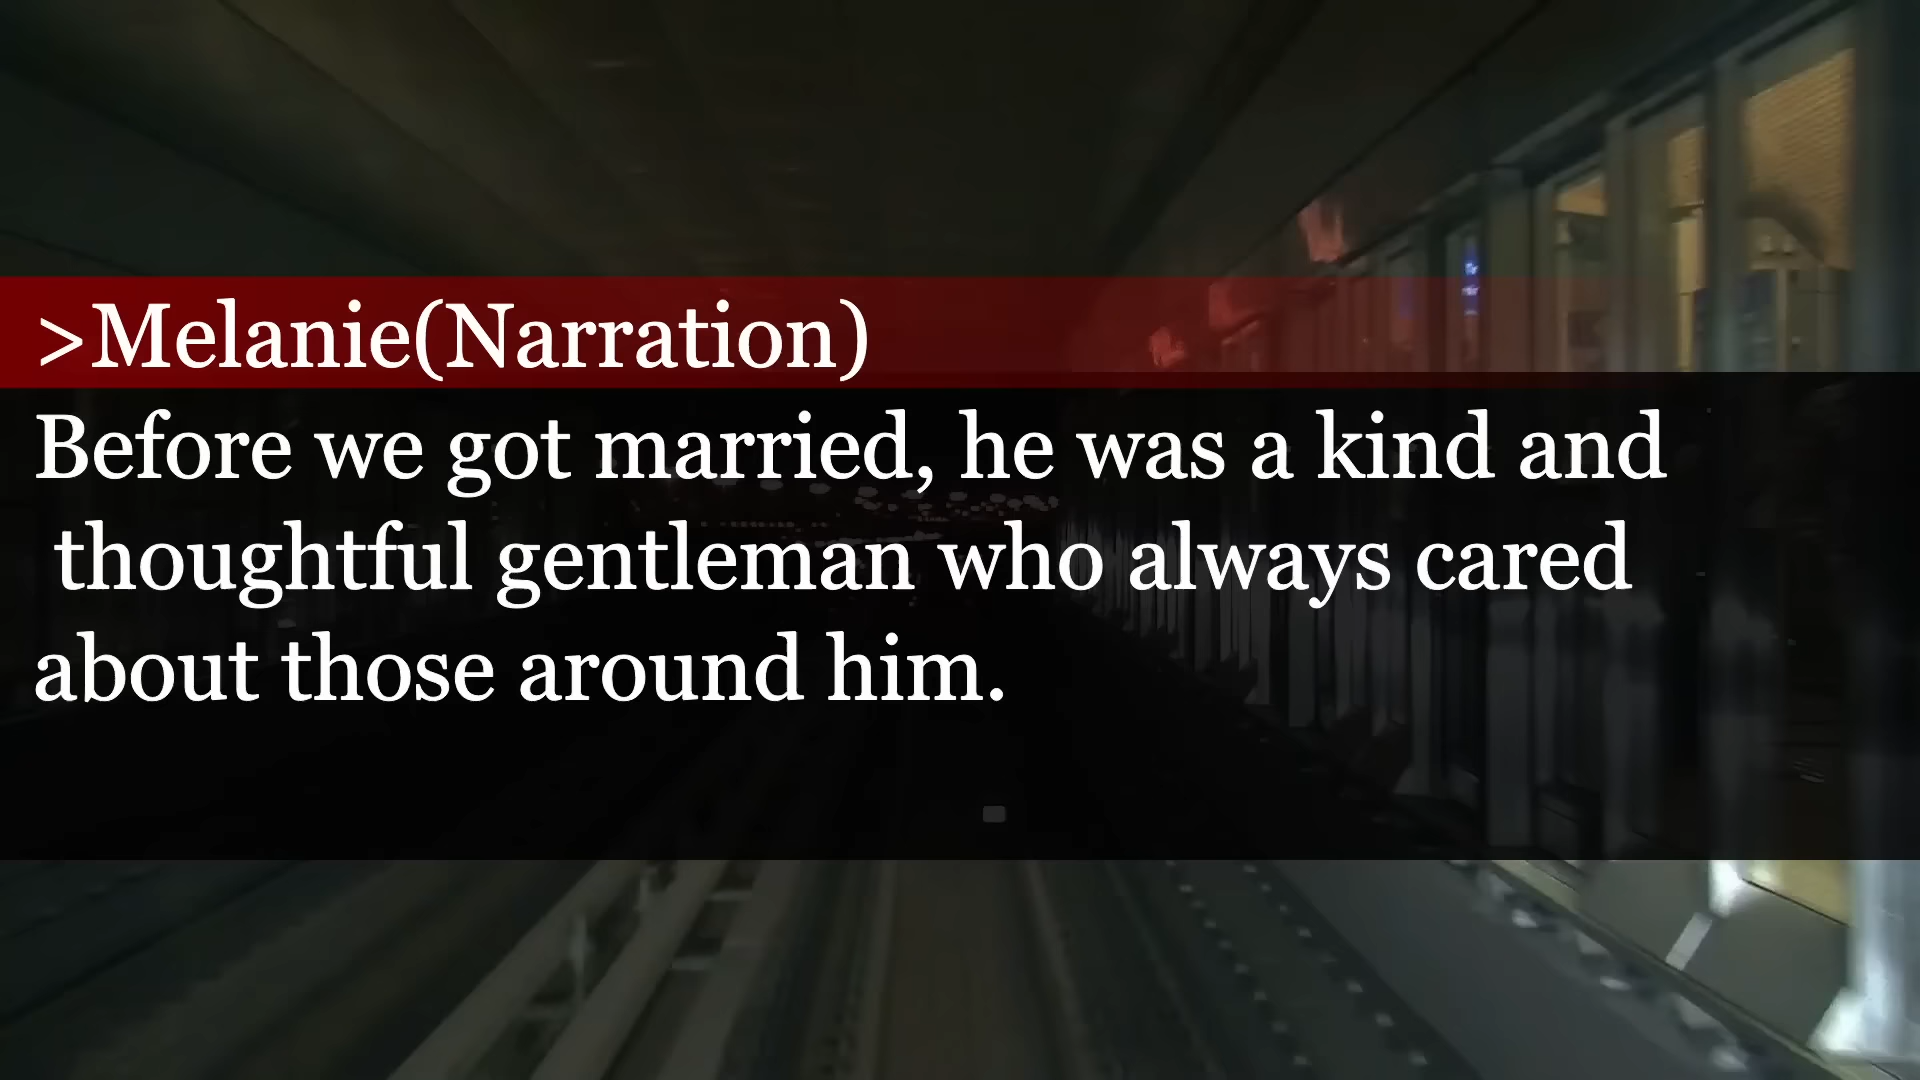 >Melanie(Narration)
Before we got married, he was a kind and
thoughtful gentleman who always cared
about those around him.